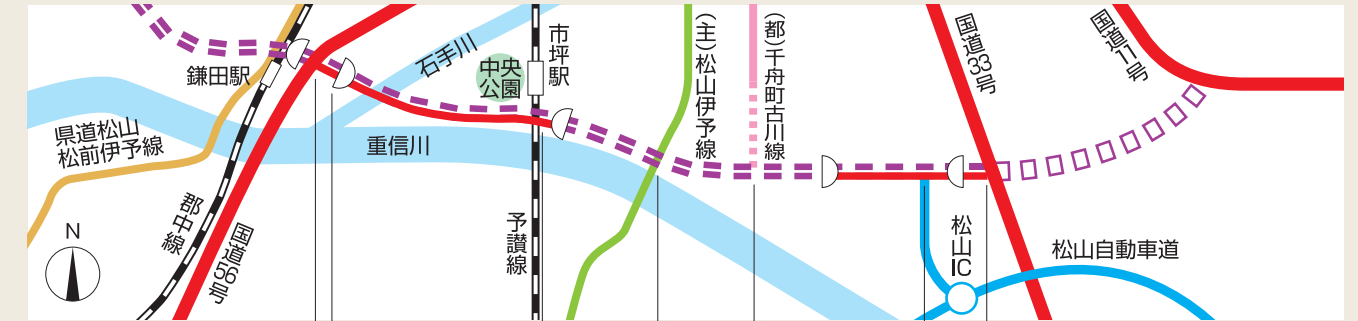 鎌田駅
石手川
中央
公園
市坪駅
(主)松山伊予線
(都)千舟町古川線
国道33号
国道11号
県道松山
松前伊予線
重信川
郡中線
国道56号
予讃線
松山IC
松山自動車道
N